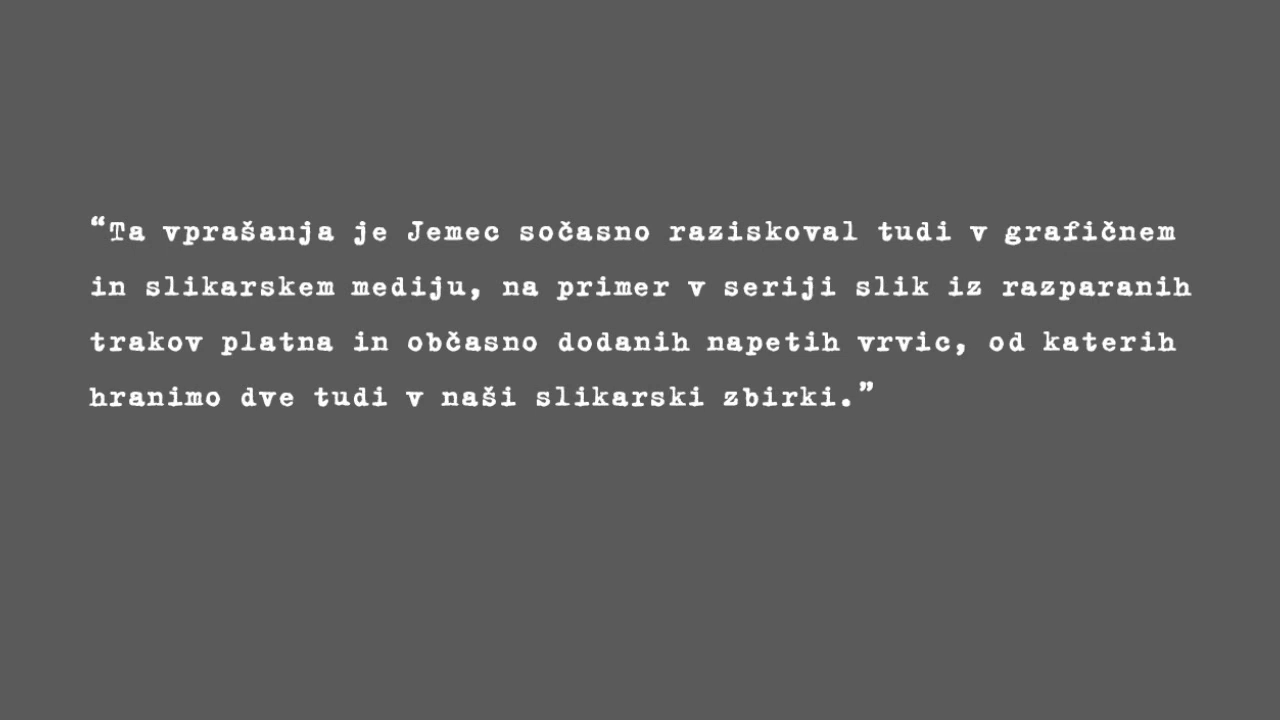 “Ta vprašanja je Jemec sočasno raziskoval tudi v grafičnem
in slikarskem mediju, na primer v seriji slik iz razparanih
trakov platna in občasno dodanih napetih vrvic, od katerih
hranimo dve tudi v naši slikarski zbirki.”